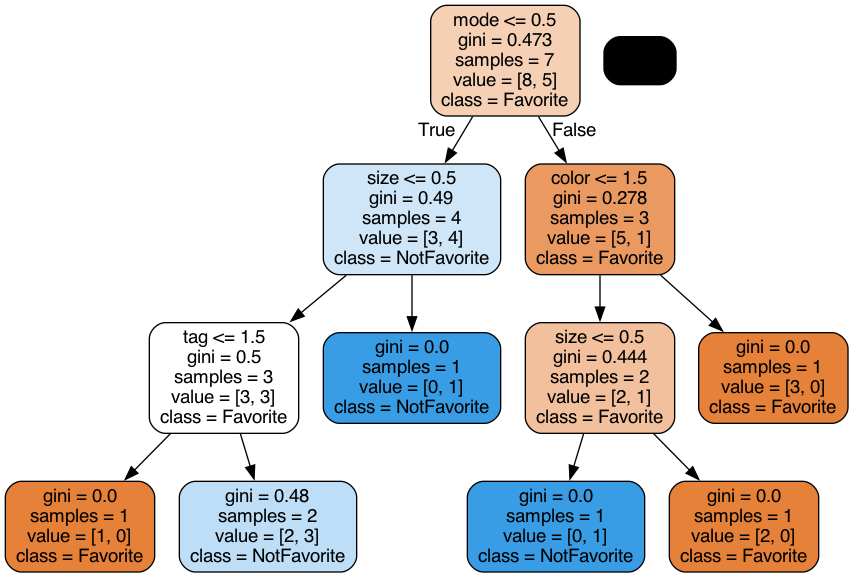 mode <= 0.5
gini = 0.473
samples = 7
value = [8, 5]
class = Favorite
True
False
size <= 0.5
gini = 0.49
samples = 4
value = [3, 4]
class = NotFavorite
color <= 1.5
gini = 0.278
samples = 3
value = [5, 1]
class = Favorite
tag <= 1.5
gini = 0.5
samples = 3
value = [3, 3]
class = Favorite
gini = 0.0
samples = 1
value = [0, 1]
class = NotFavorite
size <= 0.5
gini = 0.444
samples = 2
value = [2, 1]
class = Favorite
gini = 0.0
samples = 1
value = [3, 0]
class = Favorite
gini = 0.0
samples = 1
value = [1, 0]
class = Favorite
gini = 0.48
samples = 2
value = [2, 3]
class = NotFavorite
gini = 0.0
samples = 1
value = [0, 1]
class = NotFavorite
gini = 0.0
samples = 1
value = [2, 0]
class = Favorite